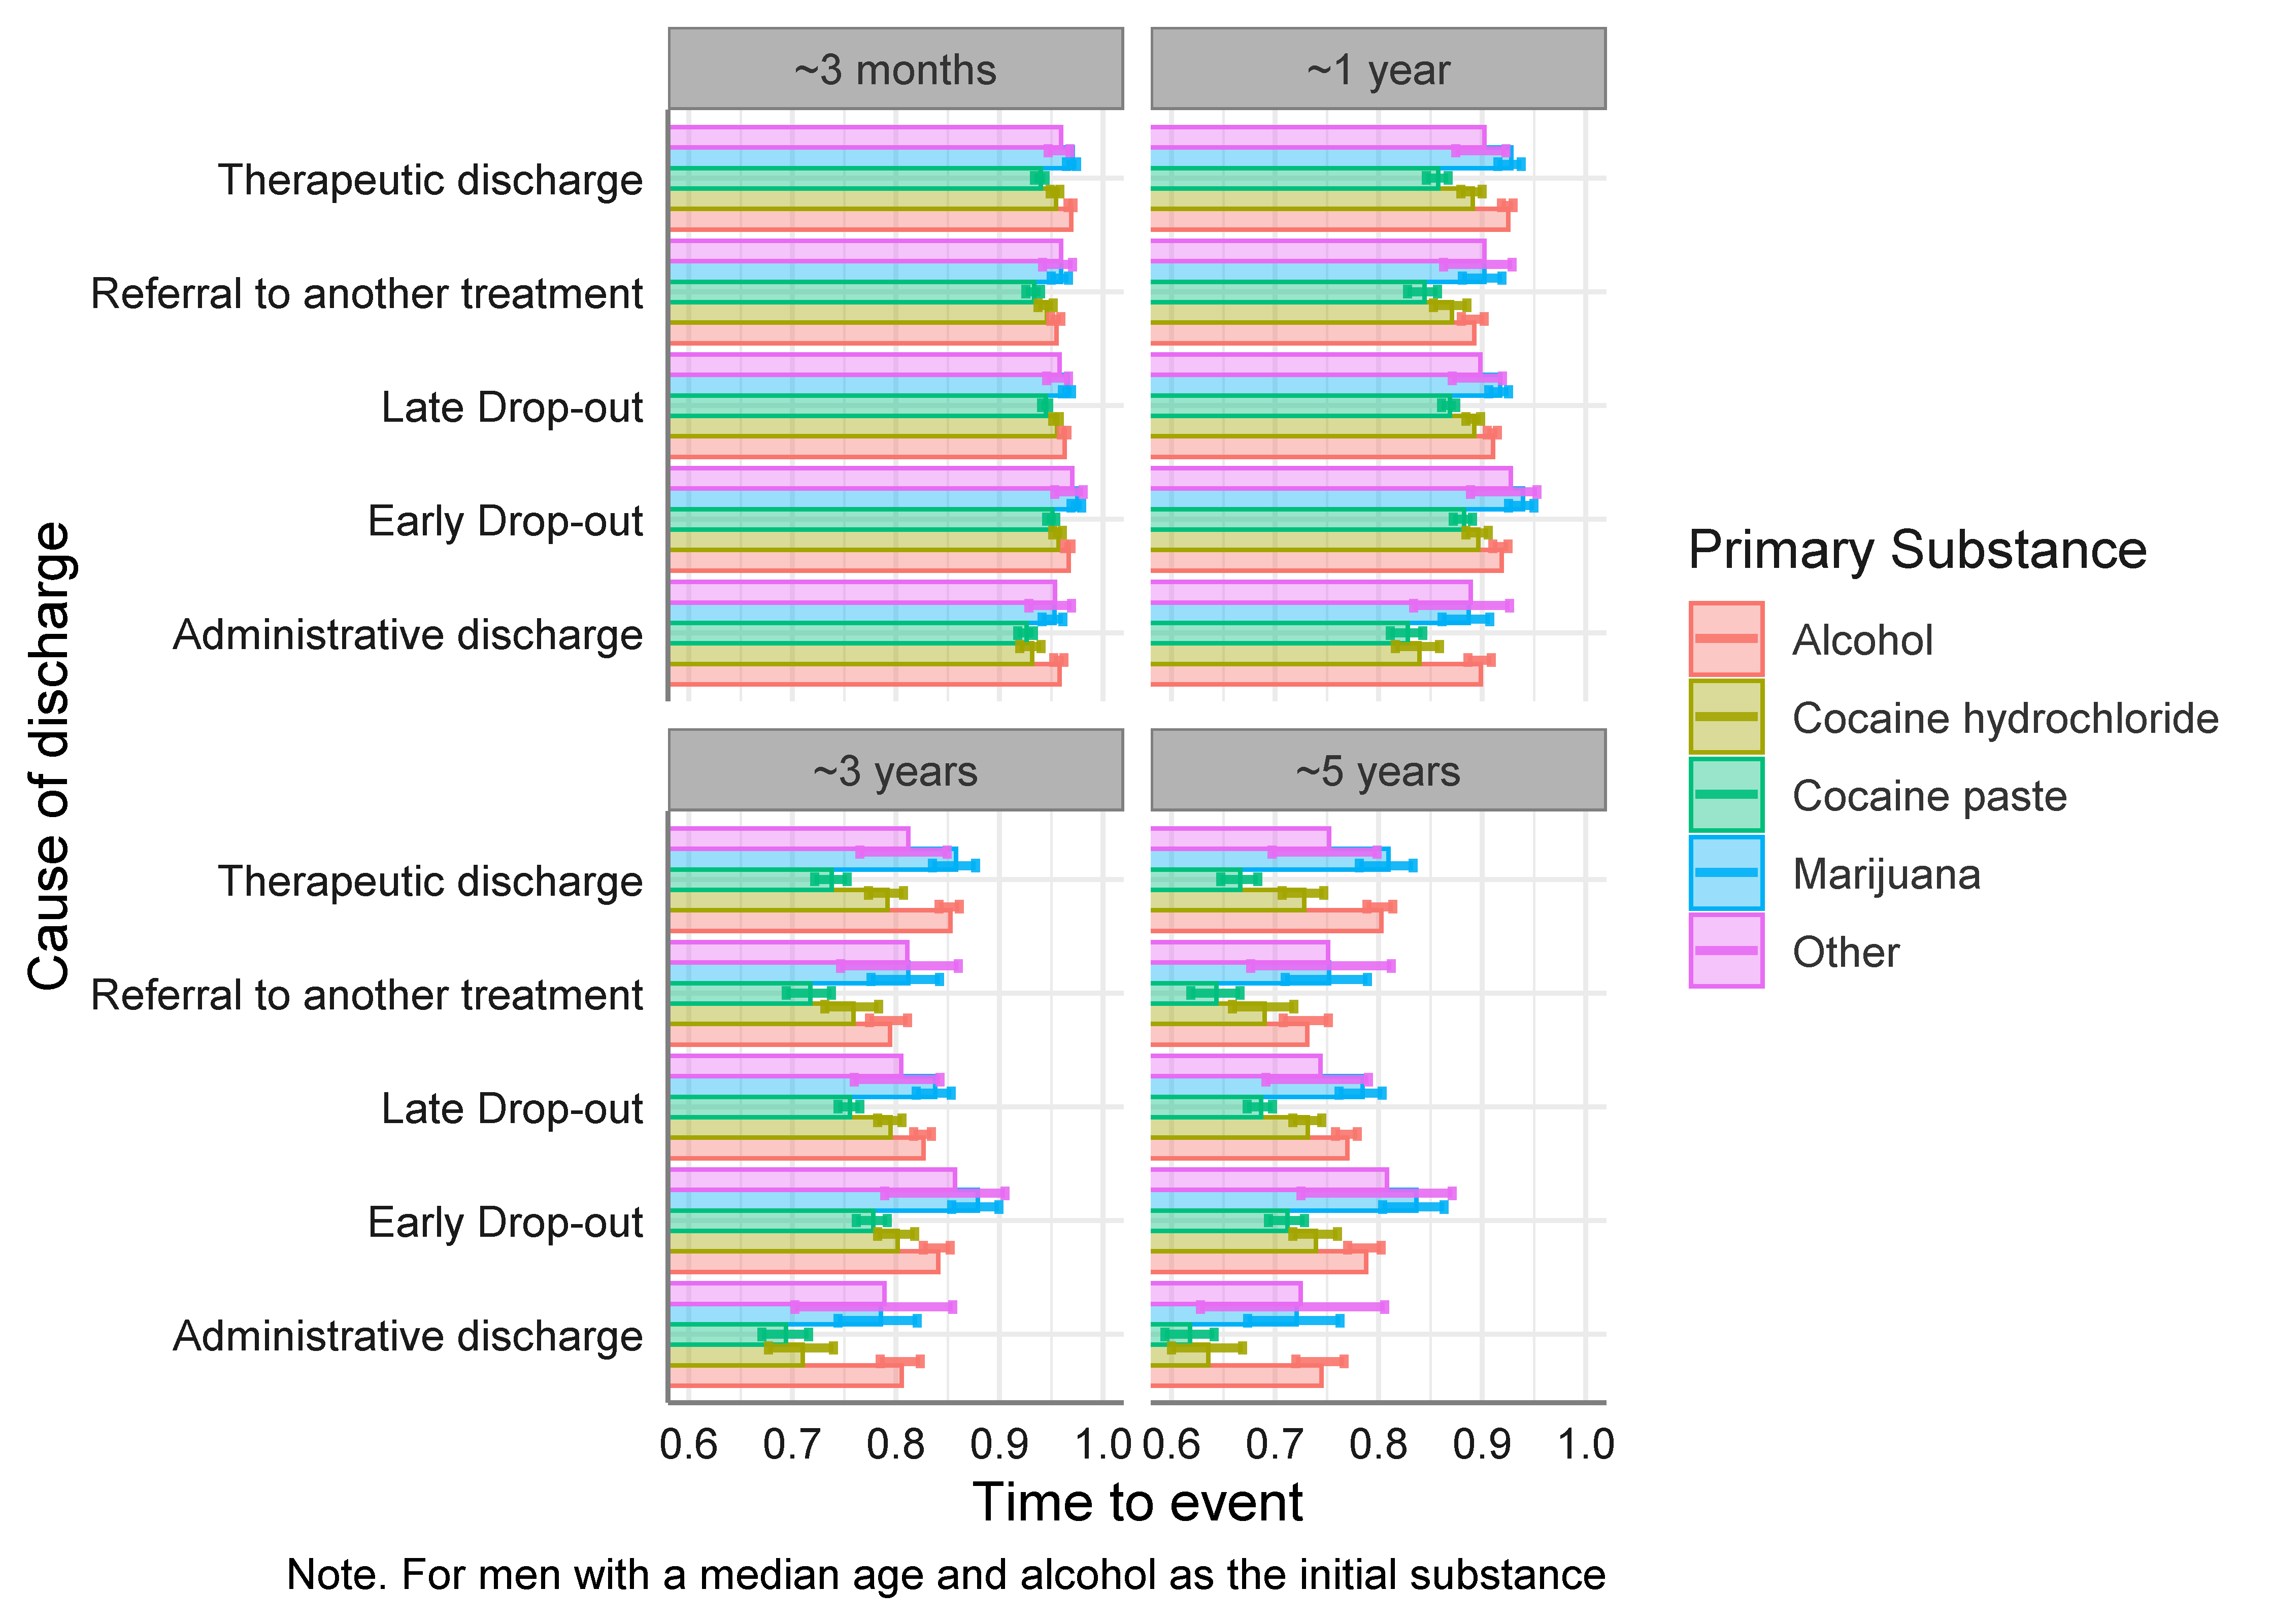 ~3 months
~1 year
Therapeutic discharge
Referral to another treatment
Late Drop-out
Early Drop-out
Administrative discharge
~3 years
~5 years
Therapeutic discharge
Referral to another treatment
Late Drop-out
Early Drop-out
Administrative discharge
0.6 0.7 0.8 0.9 1.0
0.6 0.7 0.8 0.9 1.0
Cause of discharge
Time to event
Note. For men with a median age and alcohol as the initial substance
Primary Substance
Alcohol
Cocaine hydrochloride
Cocaine paste
Marijuana
Other